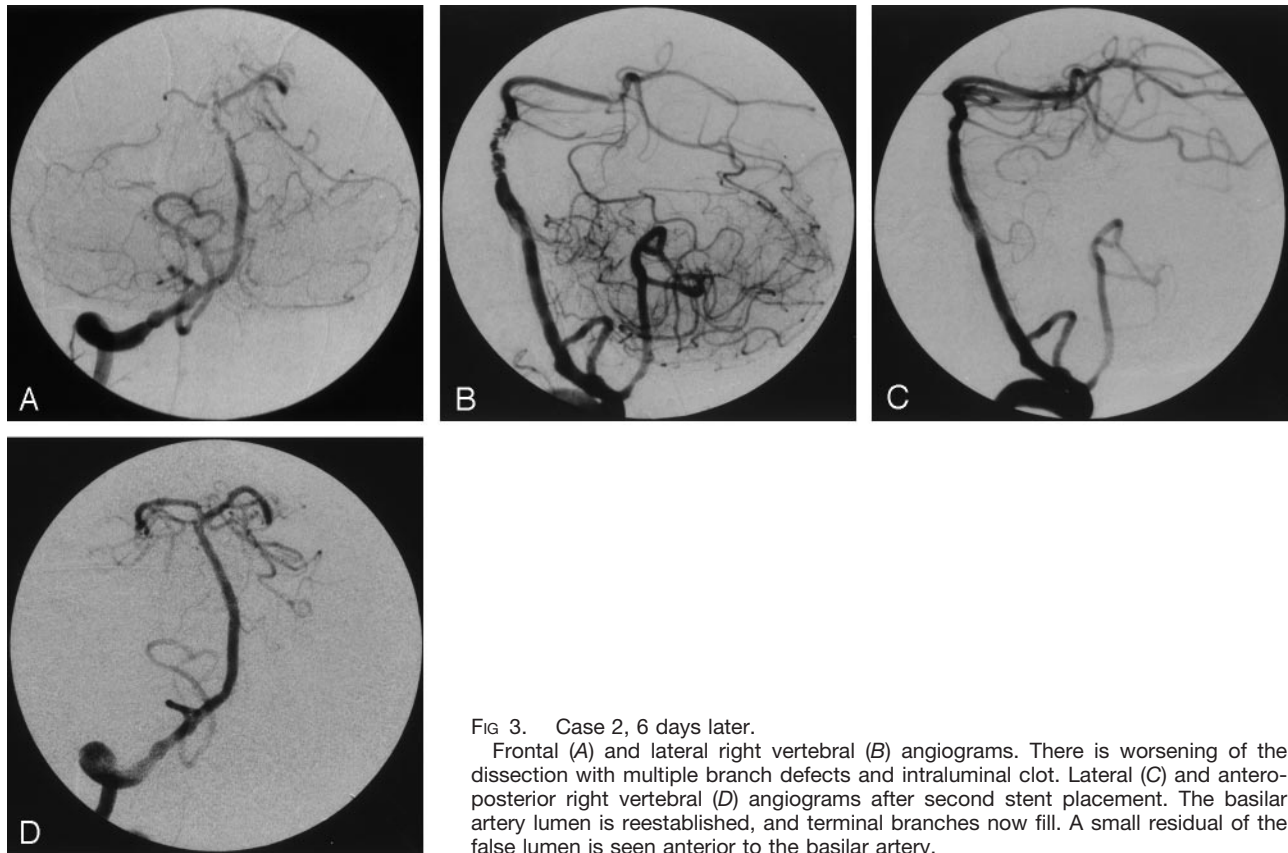 A
B
C
D
FIG 3. Case 2, 6 days later.
Frontal (A) and lateral right vertebral (B) angiograms. There is worsening of the
dissection with multiple branch defects and intraluminal clot. Lateral (C) and antero-
posterior right vertebral (D) angiograms after second stent placement. The basilar
artery lumen is reestablished, and terminal branches now fill. A small residual of the
false lumen is seen anterior to the basilar artery.